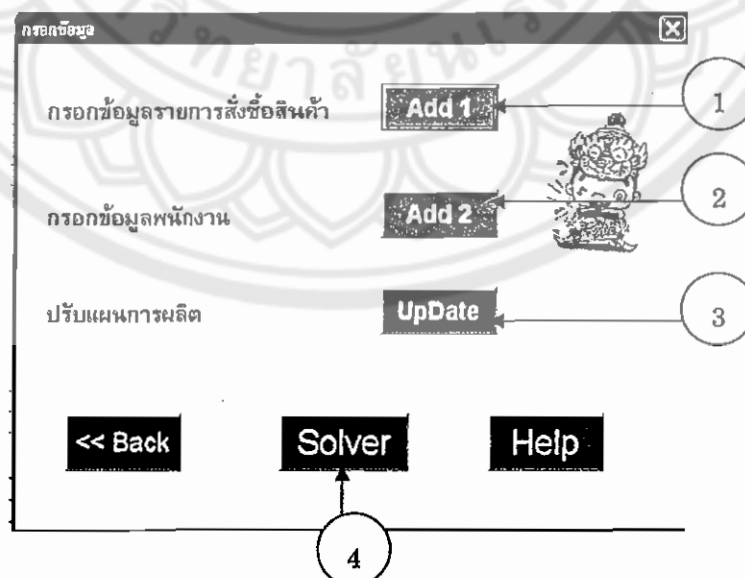 กรอกข้อมูล
กรอกข้อมูลรายการสั่งซื้อสินค้า Add 1 1
กรอกข้อมูลพนักงาน Add 2 2
ปรับแผนการผลิต UpDate 3
<< Back Solver Help
4